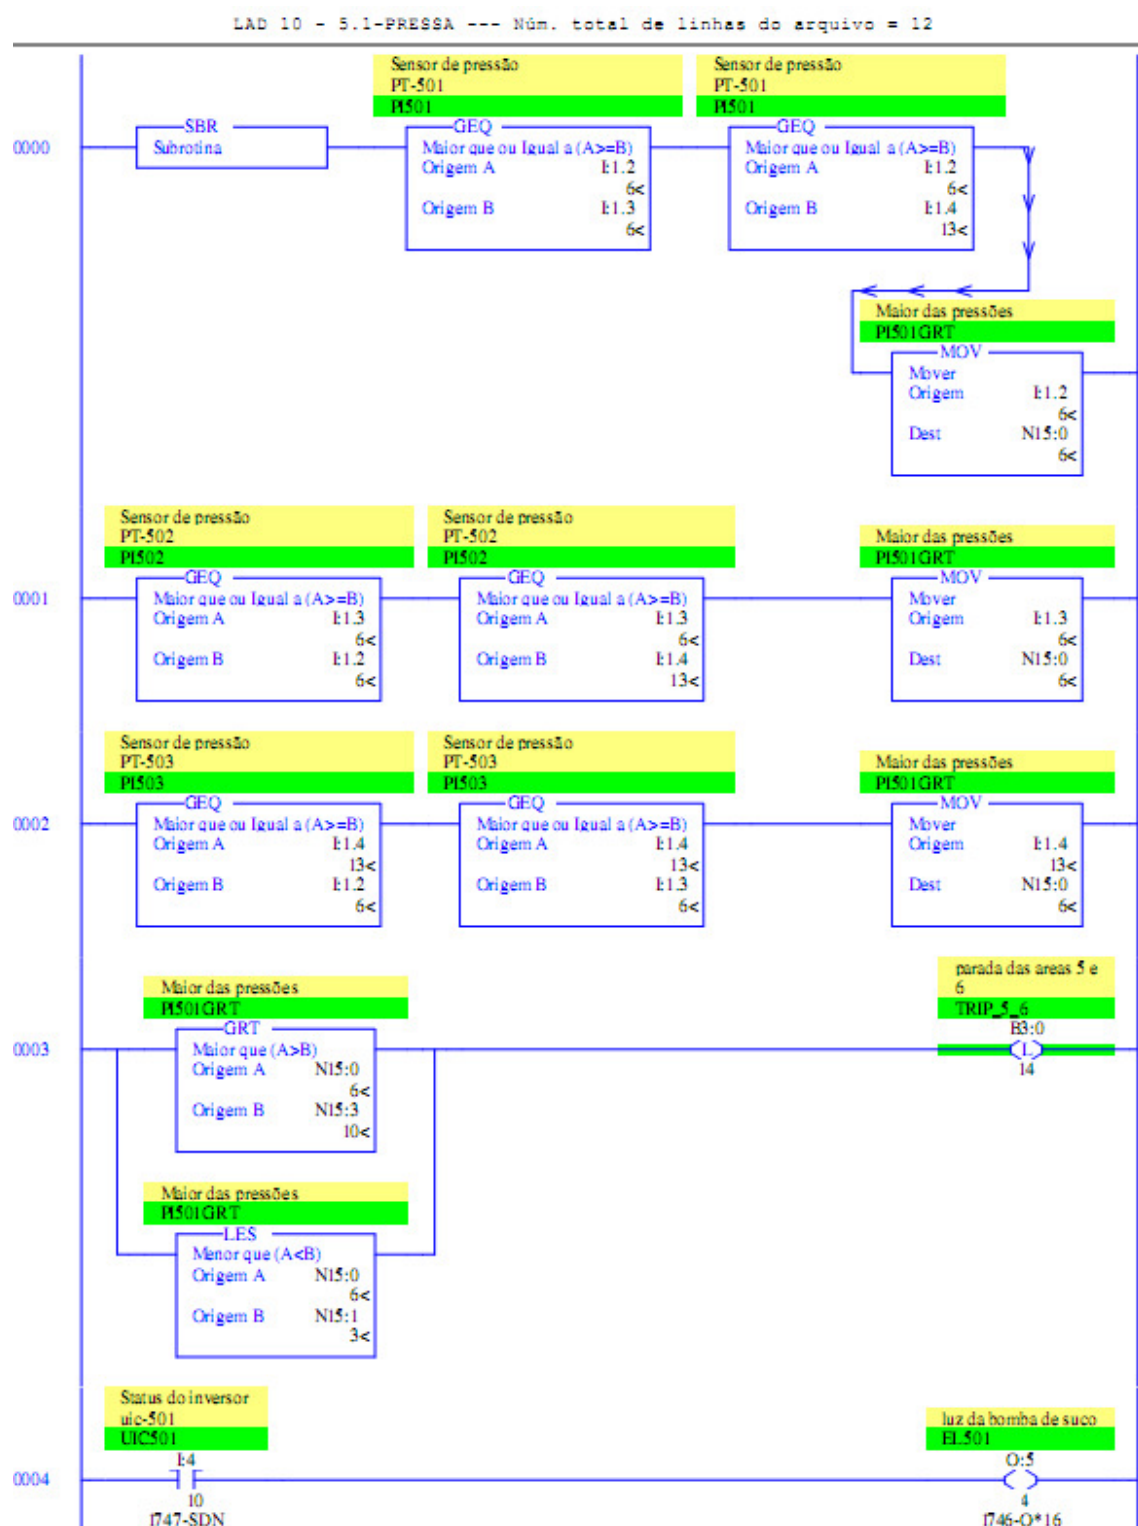 LAD 10 - 5.1-PRESSA --- Núm. total de linhas do arquivo = 12
Sensor de pressão
PT-501
PI501
Sensor de pressão
PT-501
PI501
0000
SBR
Subrotina
GEQ
Maior que ou Igual a (A>=B)
Origem A I:1.2
6<
Origem B I:1.3
6<
GEQ
Maior que ou Igual a (A>=B)
Origem A I:1.2
6<
Origem B I:1.4
13<
Maior das pressões
PI501GRT
MOV
Mover
Origem I:1.2
6<
Dest N15:0
6<
Sensor de pressão
PT-502
PI502
Sensor de pressão
PT-502
PI502
Maior das pressões
PI501GRT
0001
GEQ
Maior que ou Igual a (A>=B)
Origem A I:1.3
6<
Origem B I:1.2
6<
GEQ
Maior que ou Igual a (A>=B)
Origem A I:1.3
6<
Origem B I:1.4
13<
MOV
Mover
Origem I:1.3
6<
Dest N15:0
6<
Sensor de pressão
PT-503
PI503
Sensor de pressão
PT-503
PI503
Maior das pressões
PI501GRT
0002
GEQ
Maior que ou Igual a (A>=B)
Origem A I:1.4
13<
Origem B I:1.2
6<
GEQ
Maior que ou Igual a (A>=B)
Origem A I:1.4
13<
Origem B I:1.3
6<
MOV
Mover
Origem I:1.4
13<
Dest N15:0
6<
Maior das pressões
PI501GRT
parada das areas 5 e
6
TRIP_5_6
B3:0
L
14
0003
GRT
Maior que (A>B)
Origem A N15:0
6<
Origem B N15:3
10<
Maior das pressões
PI501GRT
LES
Menor que (A<B)
Origem A N15:0
6<
Origem B N15:1
3<
Status do inversor
uic-501
UIC501
I:4
10
1747-SDN
luz da bomba de suco
EL501
O:5
4
1746-O*16
0004